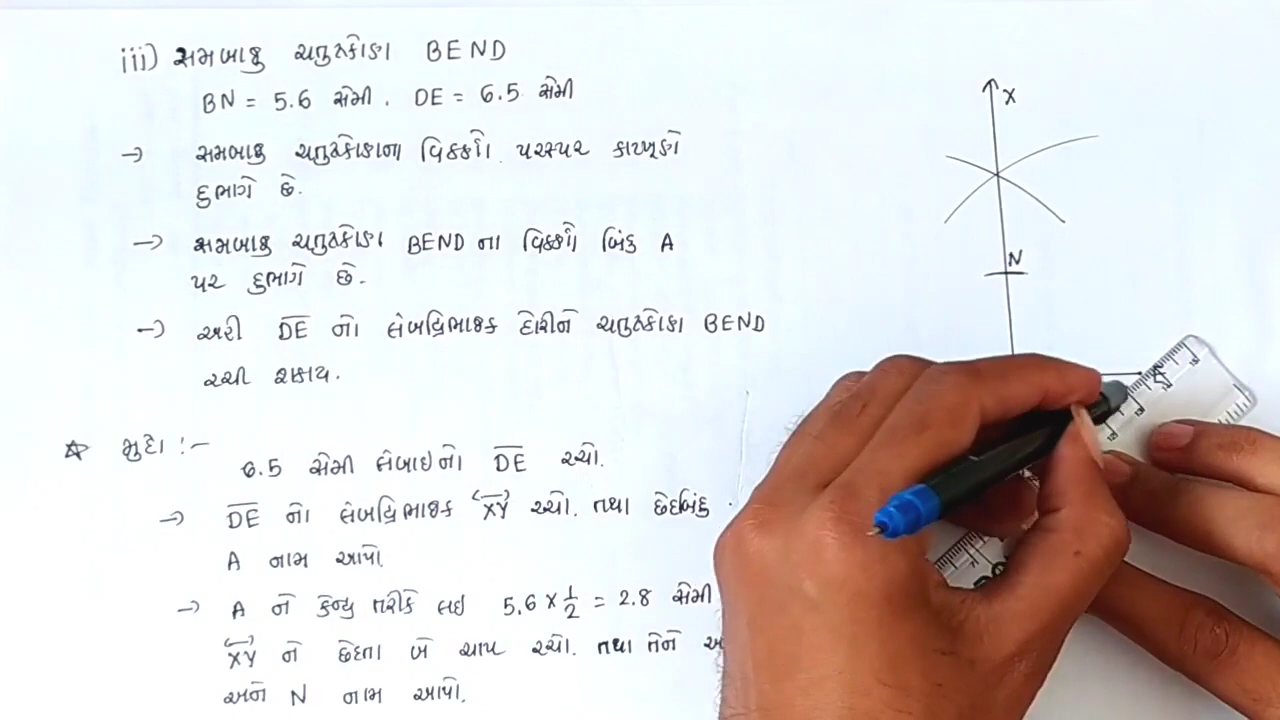 iii) સમબાજુ ચતુષ્કોણ BEND
BN = 5.6 સેમી. DE = 6.5 સેમી
→ સમબાજુ ચતુષ્કોણના વિકર્ણો પરસ્પર કાટખૂણે
દુભાગે છે.
→ સમબાજુ ચતુષ્કોણ BEND ના વિકર્ણો બિંદુ A
પર દુભાગે છે.
→ અહી DE નો લંબદ્વિભાજક દોરીને ચતુષ્કોણ BEND
રચી શકાય.
☆ મુદ્દા :-
6.5 સેમી લંબાઇનો DE રચો.
→ DE નો લંબદ્વિભાજક XY રચો. તથા છેદબિંદુ
A નામ આપો.
→ A ને કેન્દ્ર તરીકે લઇ 5.6 × 1/2 = 2.8 સેમી
XY ને છેદતા બે ચાપ રચો. તથા તેને
અને N નામ આપો.
X
N